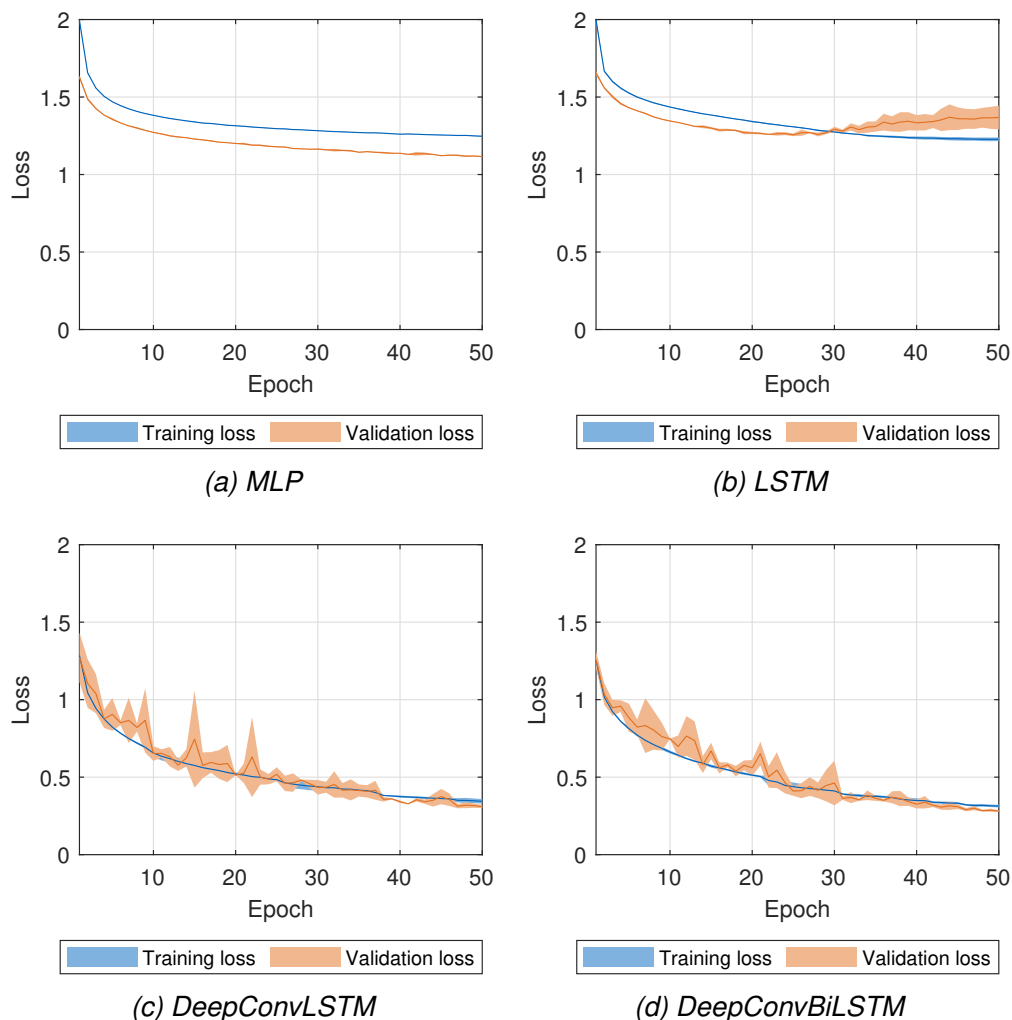 2 2
1.5 1.5
Loss Loss
1 1
0.5 0.5
0 0
10 20 30 40 50 10 20 30 40 50
Epoch Epoch
Training loss Validation loss Training loss Validation loss
(a) MLP (b) LSTM
2 2
1.5 1.5
Loss Loss
1 1
0.5 0.5
0 0
10 20 30 40 50 10 20 30 40 50
Epoch Epoch
Training loss Validation loss Training loss Validation loss
(c) DeepConvLSTM (d) DeepConvBiLSTM